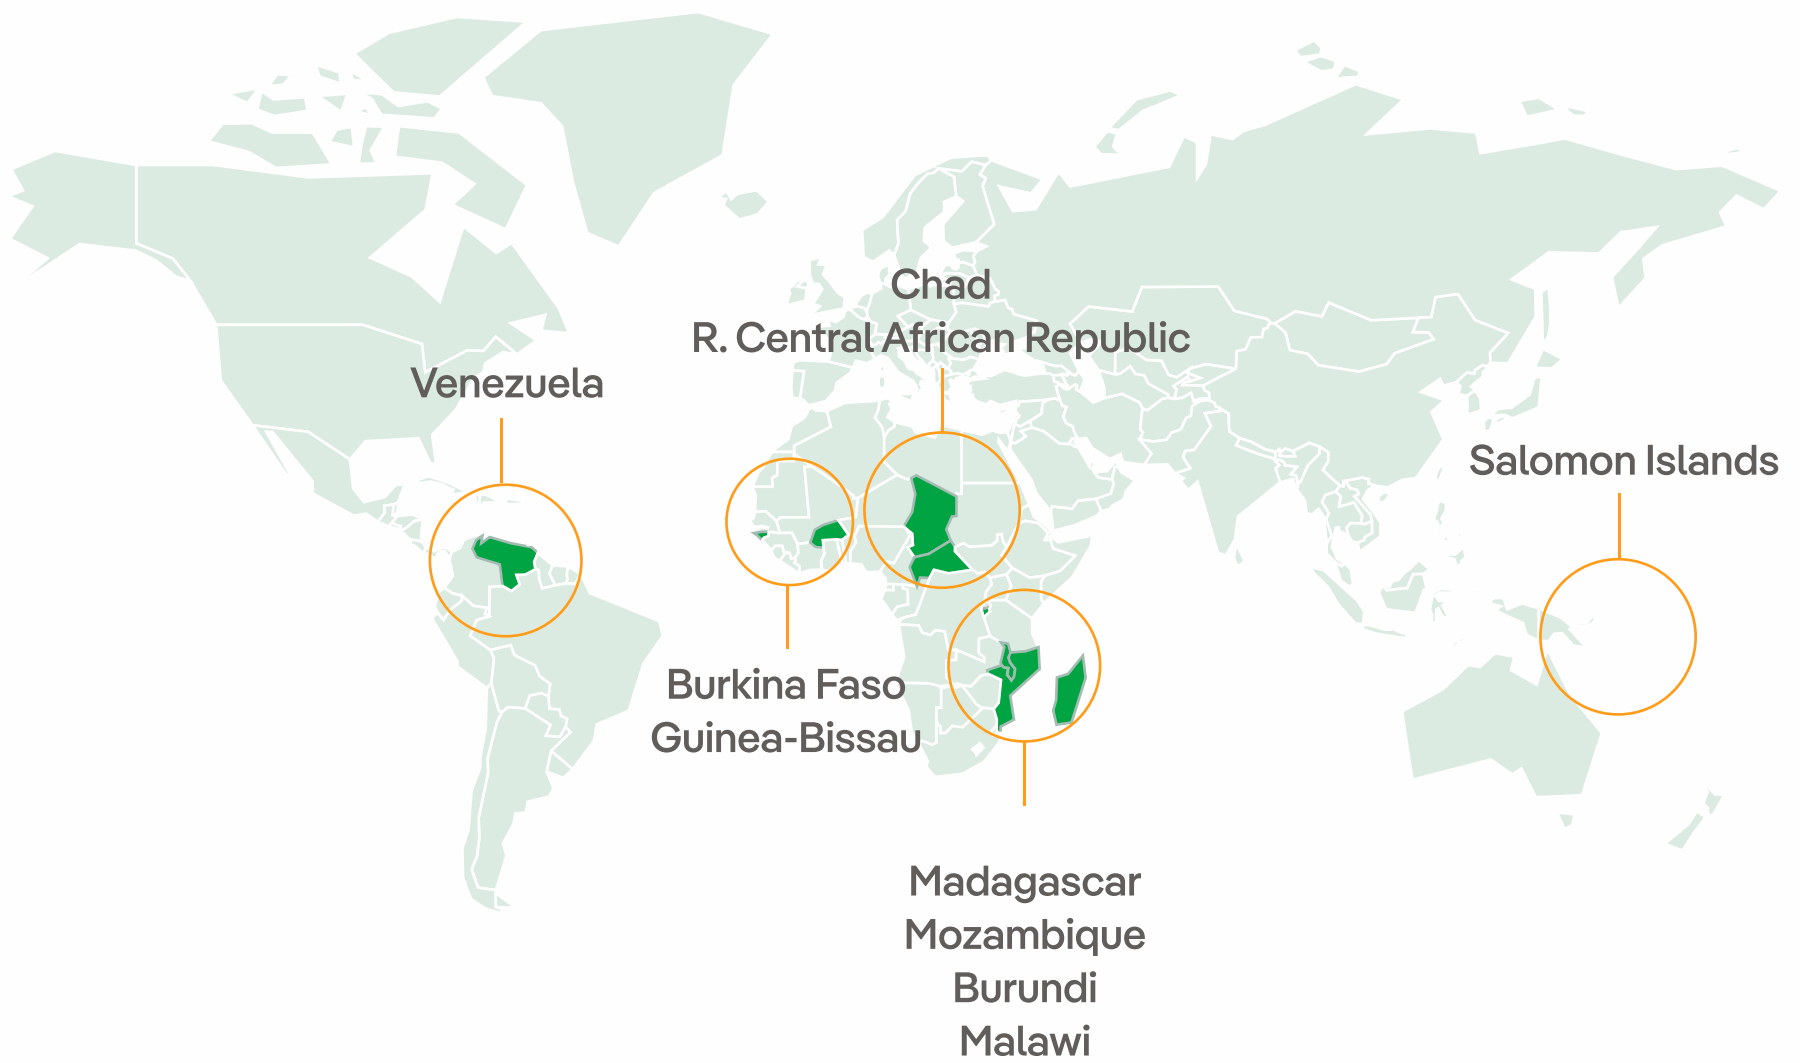 Chad
R. Central African Republic
Venezuela
Salomon Islands
Burkina Faso
Guinea-Bissau
Madagascar
Mozambique
Burundi
Malawi